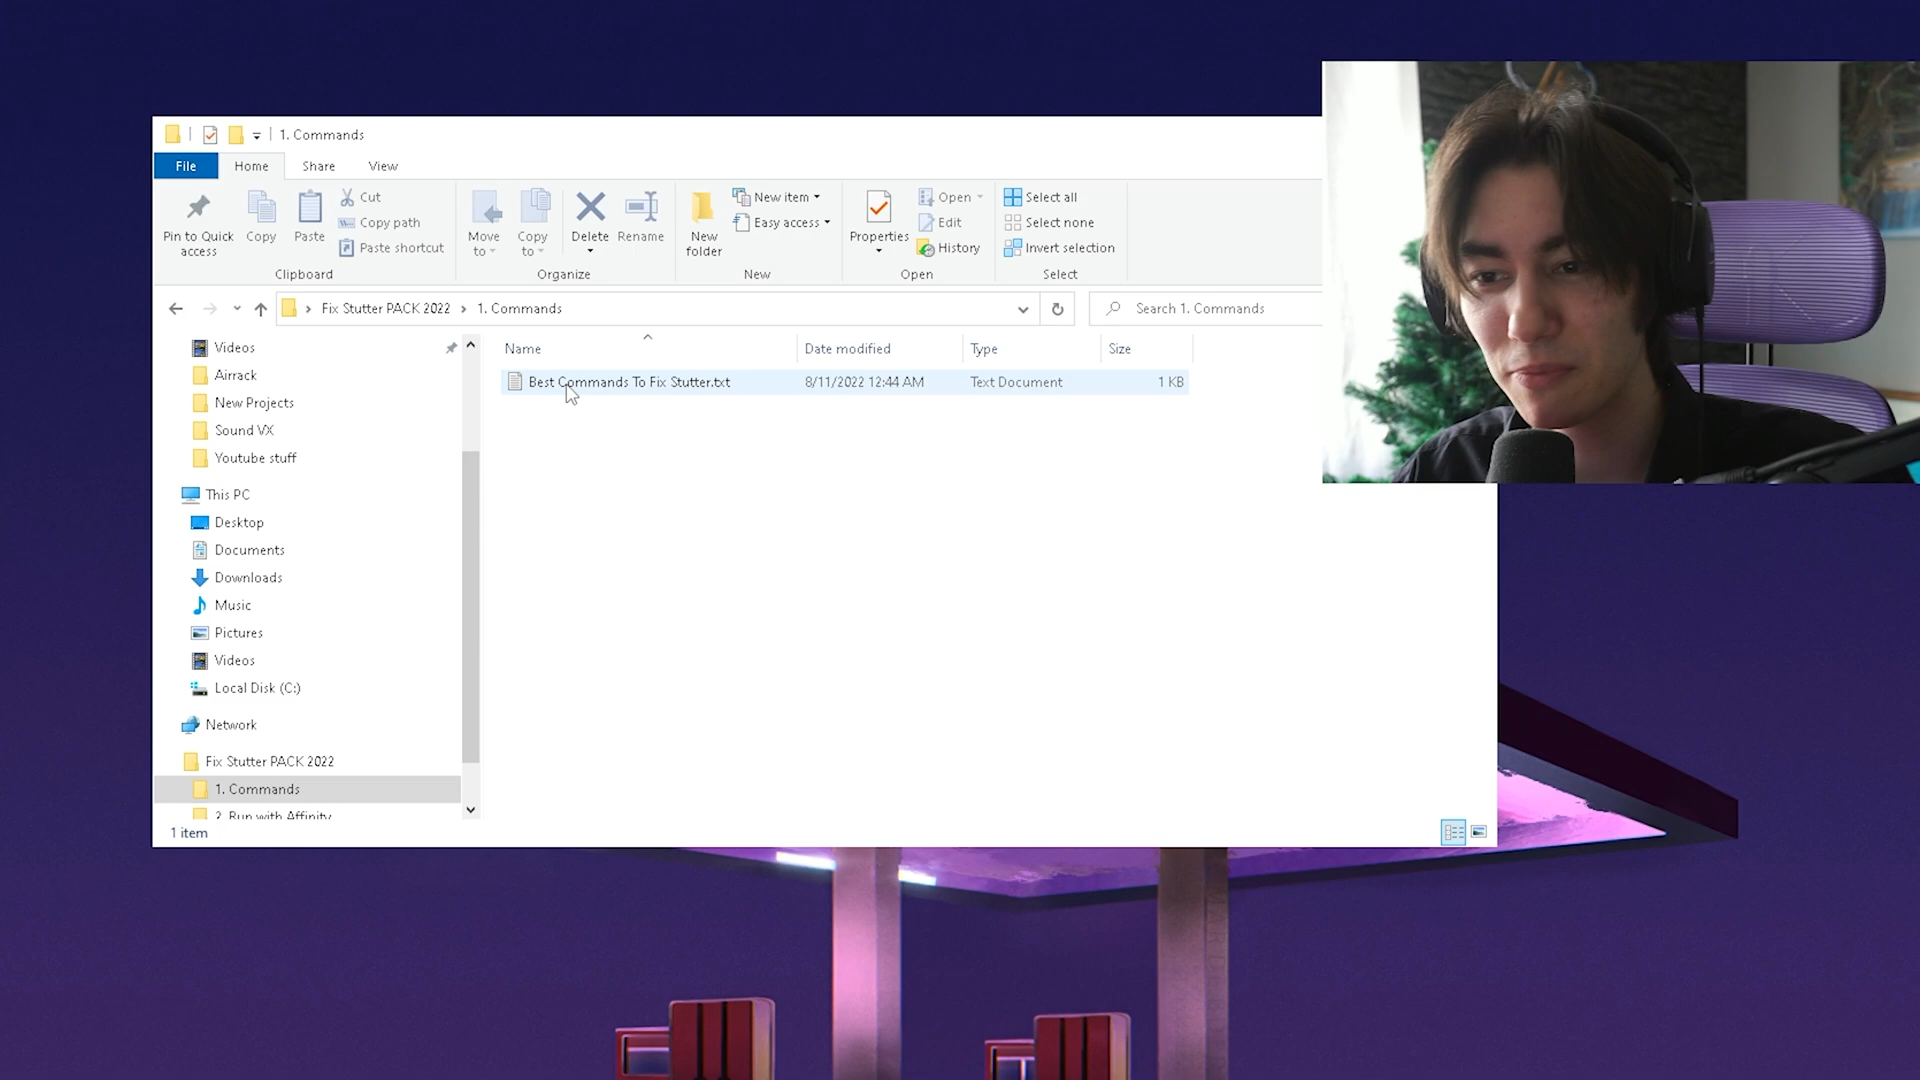 1. Commands
File
Home
Share
View
Pin to Quick access
Copy
Paste
Cut
Copy path
Paste shortcut
Clipboard
Move to
Copy to
Delete
Rename
Organize
New folder
New item
Easy access
New
Properties
Open
Edit
History
Open
Select all
Select none
Invert selection
Select
Fix Stutter PACK 2022
1. Commands
Search 1. Commands
Name
Date modified
Type
Size
Best Commands To Fix Stutter.txt
8/11/2022 12:44 AM
Text Document
1 KB
Videos
Airrack
New Projects
Sound VX
Youtube stuff
This PC
Desktop
Documents
Downloads
Music
Pictures
Videos
Local Disk (C:)
Network
Fix Stutter PACK 2022
1. Commands
2. Run with Affinity
1 item